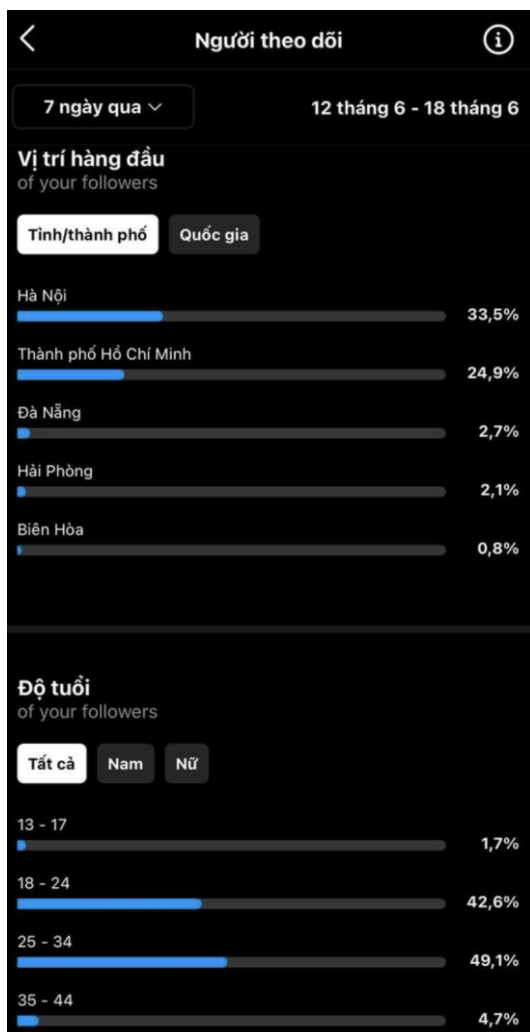 Người theo dõi
7 ngày qua
12 tháng 6 - 18 tháng 6
Vị trí hàng đầu
of your followers
Tỉnh/thành phố
Quốc gia
Hà Nội
33,5%
Thành phố Hồ Chí Minh
24,9%
Đà Nẵng
2,7%
Hải Phòng
2,1%
Biên Hòa
0,8%
Độ tuổi
of your followers
Tất cả
Nam
Nữ
13 - 17
1,7%
18 - 24
42,6%
25 - 34
49,1%
35 - 44
4,7%